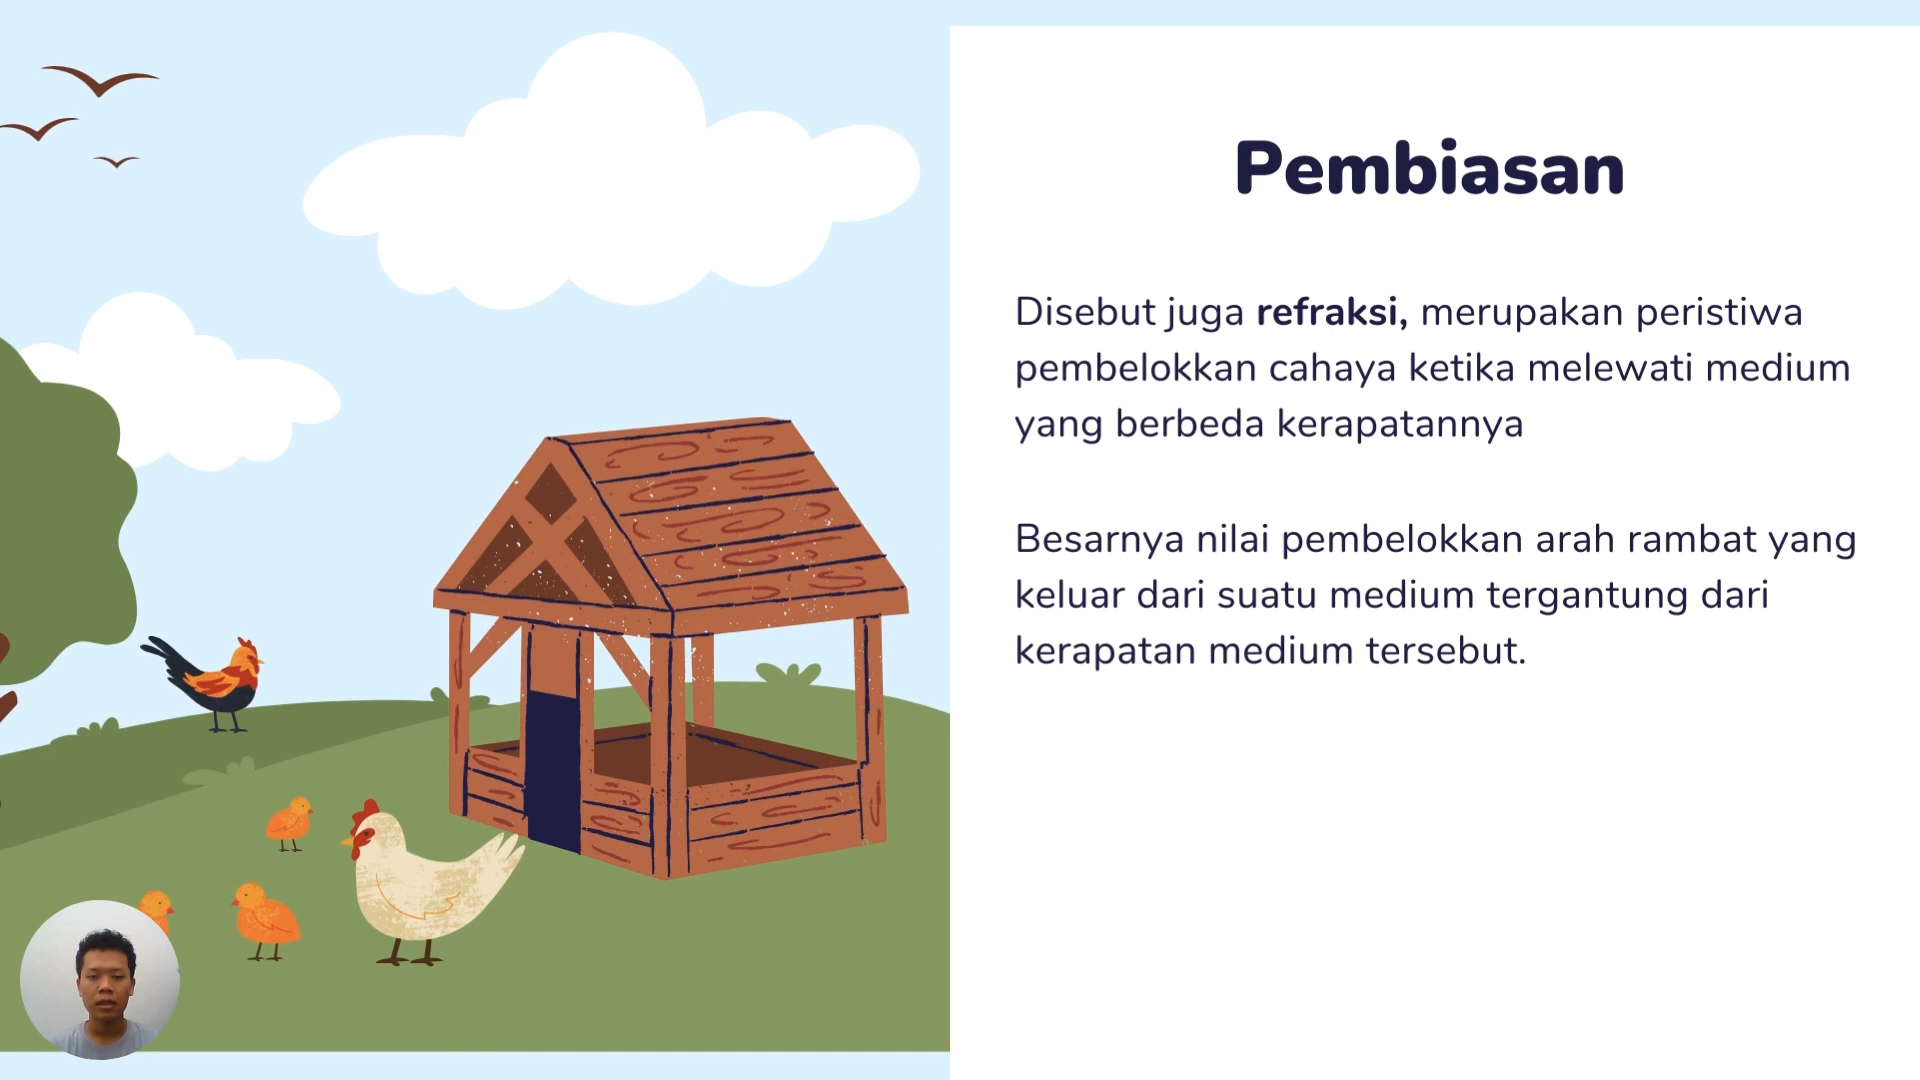 Pembiasan
Disebut juga refraksi, merupakan peristiwa
pembelokkan cahaya ketika melewati medium
yang berbeda kerapatannya
Besarnya nilai pembelokkan arah rambat yang
keluar dari suatu medium tergantung dari
kerapatan medium tersebut.